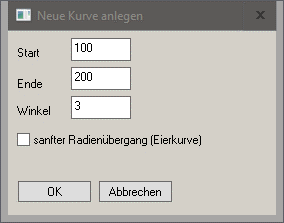 Neue Kurve anlegen
Start 100
Ende 200
Winkel 3
sanfter Radienübergang (Eierkurve)
OK Abbrechen